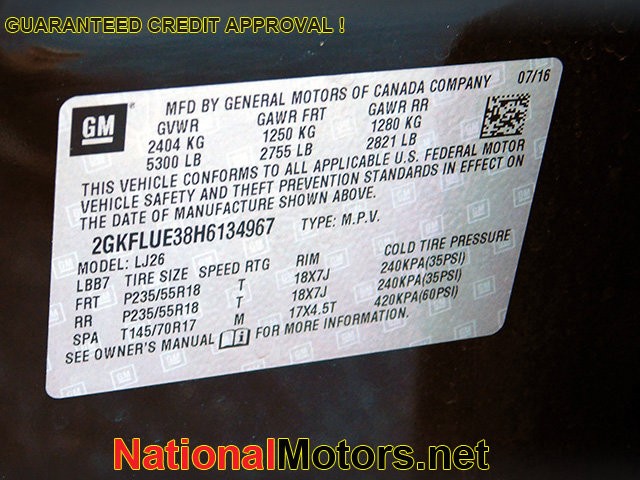 GUARANTEED CREDIT APPROVAL !
MFD BY GENERAL MOTORS OF CANADA COMPANY 07/16
GM
GVWR GAWR FRT GAWR RR
2404 KG 1250 KG 1280 KG
5300 LB 2755 LB 2821 LB
THIS VEHICLE CONFORMS TO ALL APPLICABLE U.S. FEDERAL MOTOR
VEHICLE SAFETY AND THEFT PREVENTION STANDARDS IN EFFECT ON
THE DATE OF MANUFACTURE SHOWN ABOVE.
2GKFLUE38H6134967 TYPE: M.P.V.
MODEL: LJ26
LBB7 TIRE SIZE SPEED RTG RIM COLD TIRE PRESSURE
FRT P235/55R18 T 18X7J 240KPA(35PSI)
RR P235/55R18 T 18X7J 240KPA(35PSI)
SPA T145/70R17 M 17X4.5T 420KPA(60PSI)
SEE OWNER'S MANUAL FOR MORE INFORMATION.
NationalMotors.net